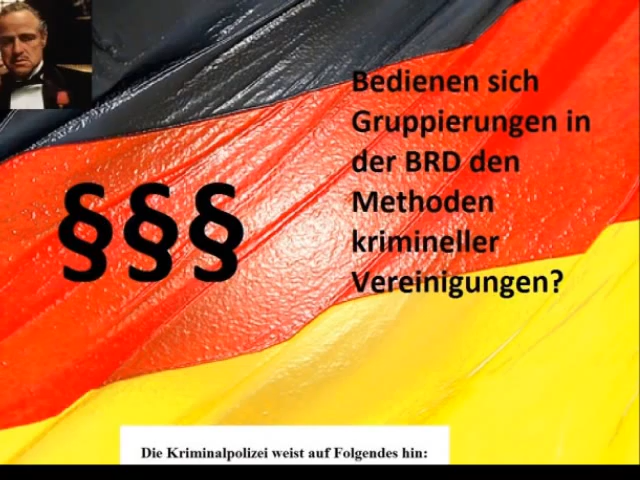 Bedienen sich
Gruppierungen in
der BRD den
Methoden
krimineller
Vereinigungen?
§§§
Die Kriminalpolizei weist auf Folgendes hin: